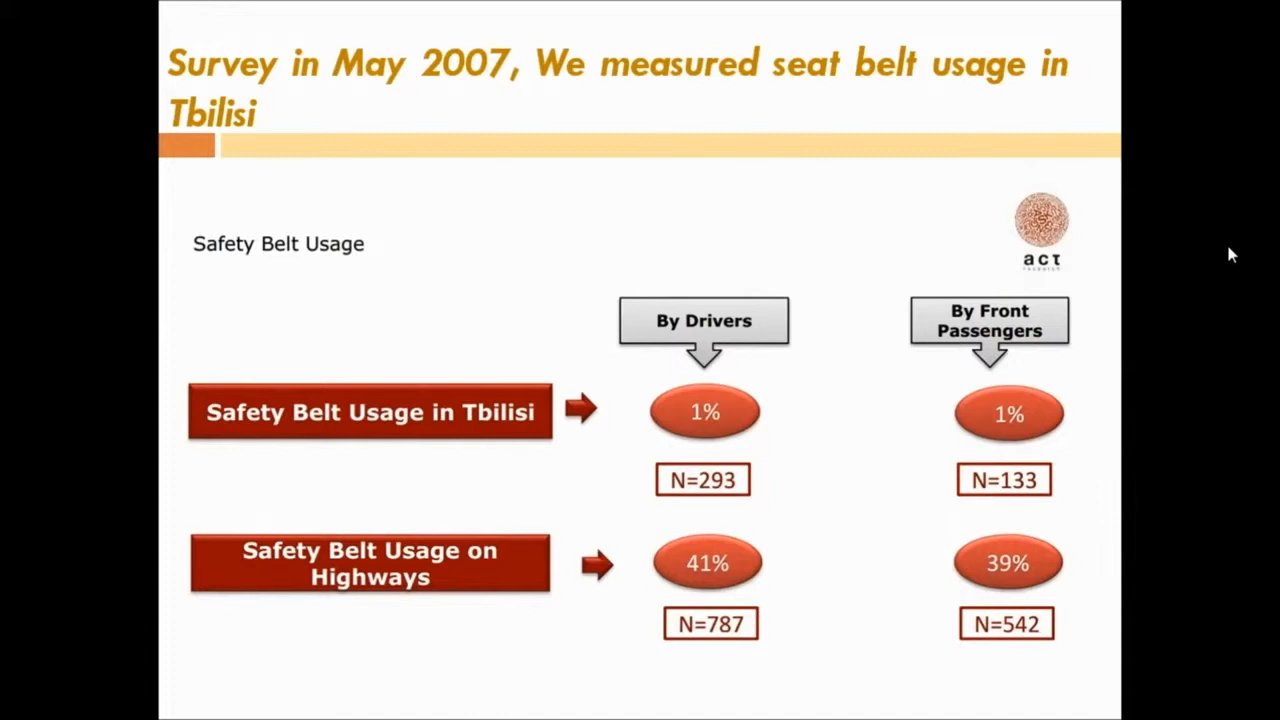 Survey in May 2007, We measured seat belt usage in
Tbilisi
Safety Belt Usage
act
By Drivers
By Front
Passengers
Safety Belt Usage in Tbilisi
1%
1%
N=293
N=133
Safety Belt Usage on
Highways
41%
39%
N=787
N=542